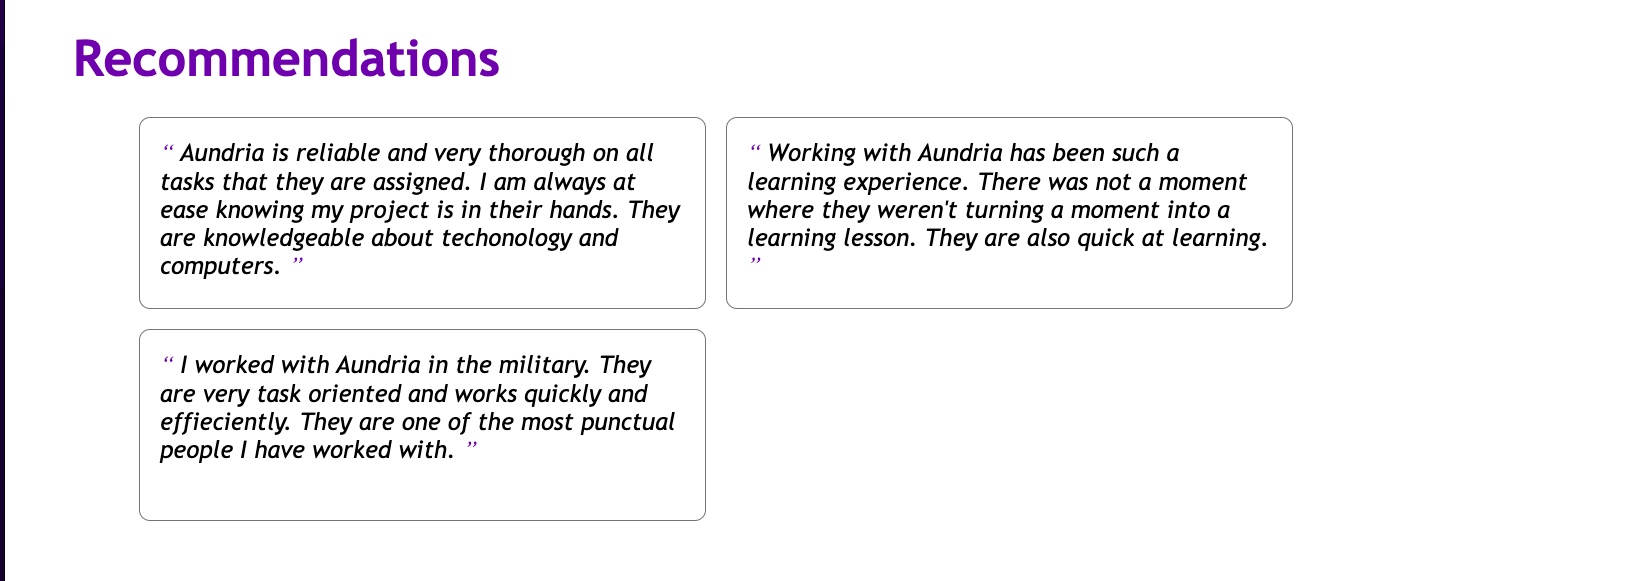 Recommendations
“ Aundria is reliable and very thorough on all
tasks that they are assigned. I am always at
ease knowing my project is in their hands. They
are knowledgeable about techonology and
computers. ”
“ Working with Aundria has been such a
learning experience. There was not a moment
where they weren't turning a moment into a
learning lesson. They are also quick at learning.
”
“ I worked with Aundria in the military. They
are very task oriented and works quickly and
effieciently. They are one of the most punctual
people I have worked with. ”